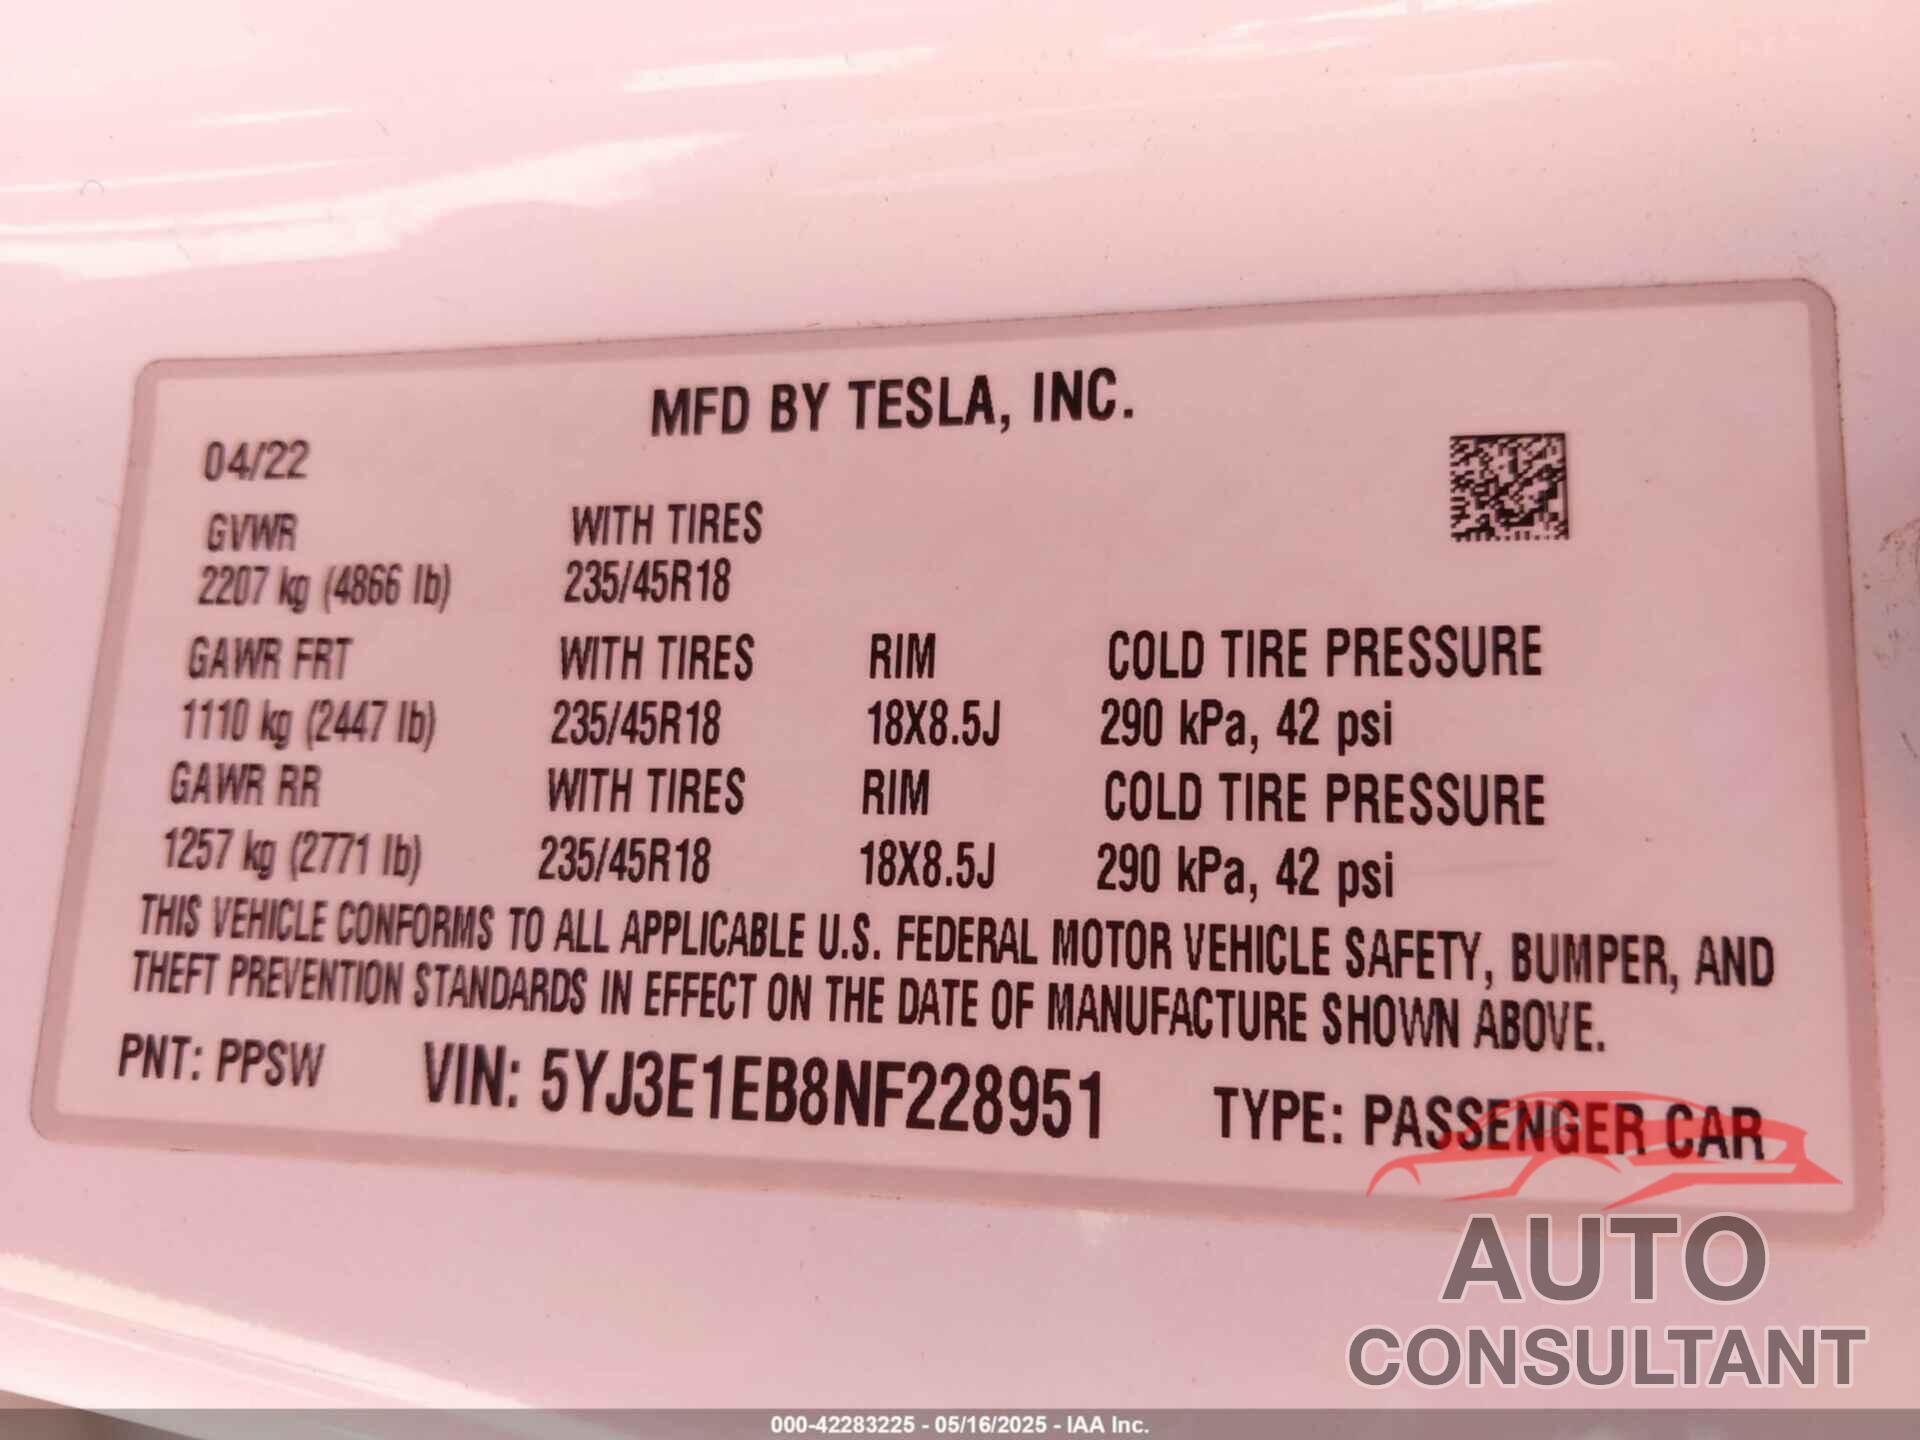 MFD BY TESLA, INC.
04/22
GVWR WITH TIRES
2207 kg (4866 lb) 235/45R18
GAWR FRT WITH TIRES RIM COLD TIRE PRESSURE
1110 kg (2447 lb) 235/45R18 18X8.5J 290 kPa, 42 psi
GAWR RR WITH TIRES RIM COLD TIRE PRESSURE
1257 kg (2771 lb) 235/45R18 18X8.5J 290 kPa, 42 psi
THIS VEHICLE CONFORMS TO ALL APPLICABLE U.S. FEDERAL MOTOR VEHICLE SAFETY, BUMPER, AND
THEFT PREVENTION STANDARDS IN EFFECT ON THE DATE OF MANUFACTURE SHOWN ABOVE.
PNT: PPSW VIN: 5YJ3E1EB8NF228951 TYPE: PASSENGER CAR
AUTO
CONSULTANT
000-42283225 - 05/16/2025 - IAA Inc.